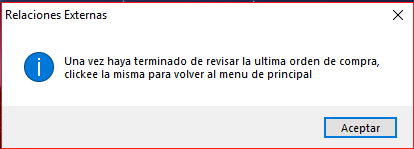 Relaciones Externas
Una vez haya terminado de revisar la ultima orden de compra,
clickee la misma para volver al menu de principal
Aceptar